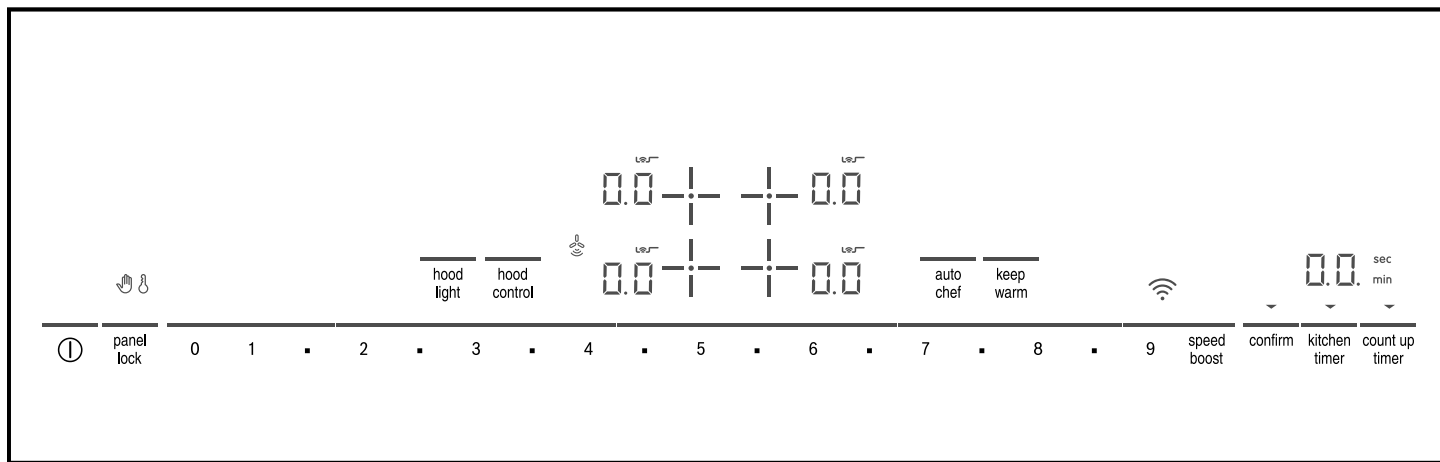 0.0
0.0
0.0
0.0
hood
light
hood
control
auto
chef
keep
warm
0.0.
sec
min
panel
lock
0 1 . 2 . 3 . 4 . 5 . 6 . 7 . 8 . 9
speed
boost
confirm
kitchen
timer
count up
timer